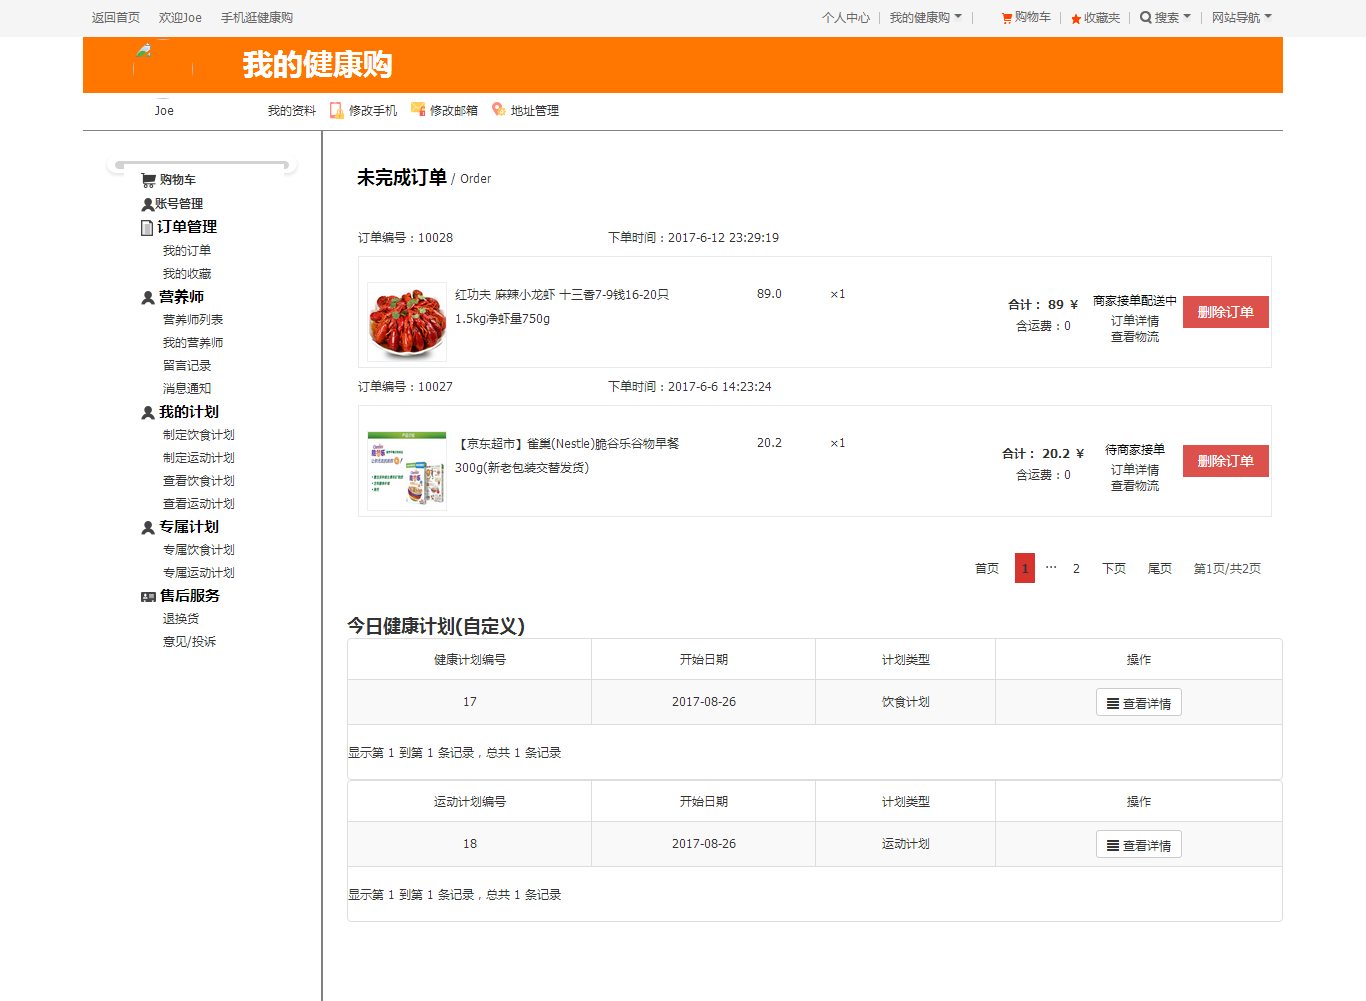 返回首页 欢迎Joe 手机逛健康购 个人中心 我的健康购 购物车 收藏夹 搜索 网站导航
我的健康购
Joe 我的资料 修改手机 修改邮箱 地址管理
购物车
账号管理
订单管理
我的订单
我的收藏
营养师
营养师列表
我的营养师
留言记录
消息通知
我的计划
制定饮食计划
制定运动计划
查看饮食计划
查看运动计划
专属计划
专属饮食计划
专属运动计划
售后服务
退换货
意见/投诉
未完成订单 / Order
订单编号：10028 下单时间：2017-6-12 23:29:19
红功夫 麻辣小龙虾 十三香7-9钱16-20只
1.5kg净虾量750g
89.0 ×1
合计： 89 ¥
含运费：0
商家接单配送中
订单详情
查看物流
删除订单
订单编号：10027 下单时间：2017-6-6 14:23:24
【京东超市】雀巢(Nestle)脆谷乐谷物早餐
300g(新老包装交替发货)
20.2 ×1
合计： 20.2 ¥
含运费：0
待商家接单
订单详情
查看物流
删除订单
首页 1 ... 2 下页 尾页 第1页/共2页
今日健康计划(自定义)
健康计划编号 开始日期 计划类型 操作
17 2017-08-26 饮食计划 查看详情
显示第 1 到第 1 条记录，总共 1 条记录
运动计划编号 开始日期 计划类型 操作
18 2017-08-26 运动计划 查看详情
显示第 1 到第 1 条记录，总共 1 条记录